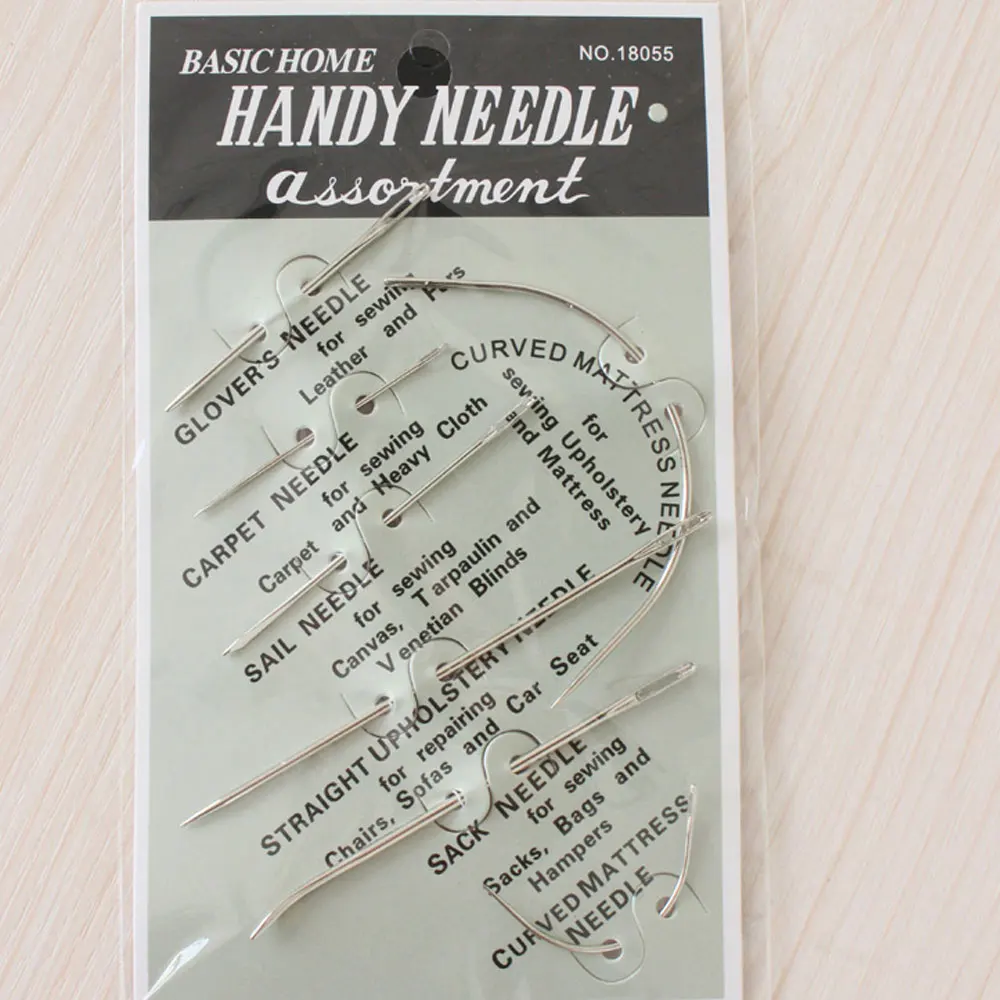 BASIC HOME
NO.18055
HANDY NEEDLE
assortment
GLOVER'S NEEDLE
for sewing
Leather and Furs
CURVED MATTRESS NEEDLE
for
sewing Upholstery
and Mattress
CARPET NEEDLE
for sewing
Carpet and Heavy Cloth
SAIL NEEDLE
for sewing
Canvas, Tarpaulin and
Venetian Blinds
STRAIGHT UPHOLSTERY NEEDLE
for repairing
Chairs, Sofas and Car Seat
SACK NEEDLE
for sewing
Sacks, Bags and
Hampers
CURVED MATTRESS
NEEDLE